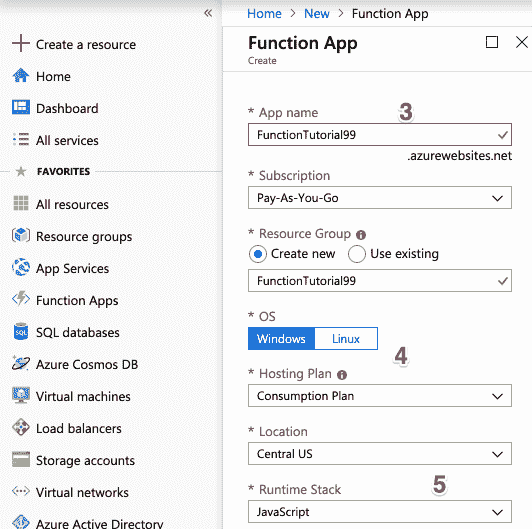 «
Create a resource
Home
Dashboard
All services
FAVORITES
All resources
Resource groups
App Services
Function Apps
SQL databases
Azure Cosmos DB
Virtual machines
Load balancers
Storage accounts
Virtual networks
Azure Active Directory
Home > New > Function App
Function App
Create
* App name 3
FunctionTutorial99
.azurewebsites.net
* Subscription
Pay-As-You-Go
* Resource Group
Create new Use existing
FunctionTutorial99
* OS
Windows Linux
4
* Hosting Plan
Consumption Plan
* Location
Central US
* Runtime Stack 5
JavaScript